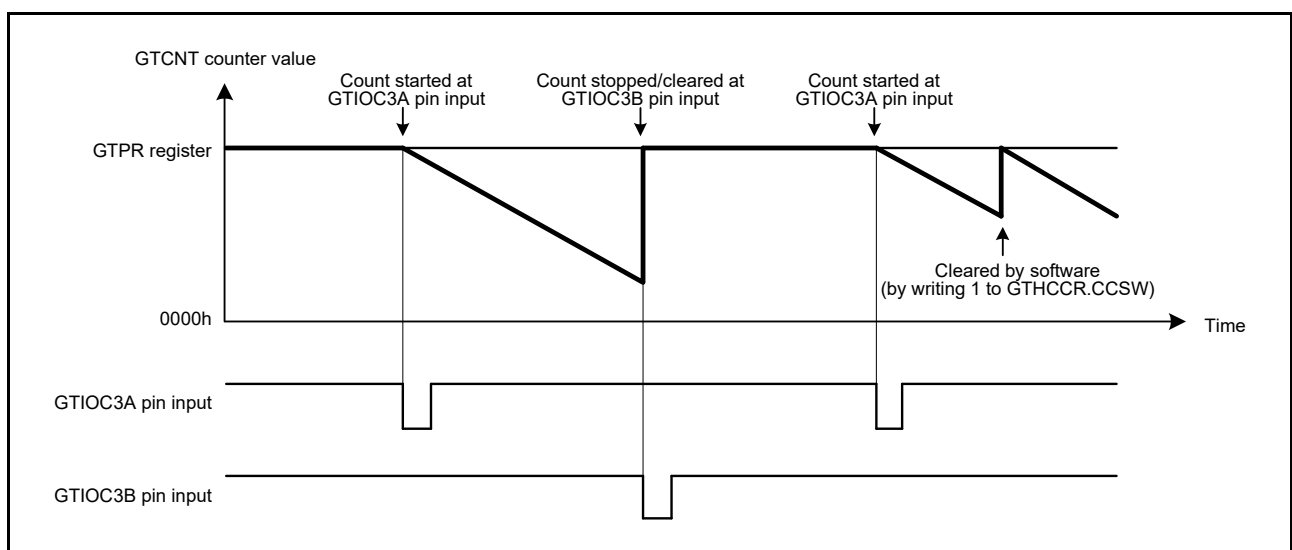 GTCNT counter value
Count started at
GTIOC3A pin input
Count stopped/cleared at
GTIOC3B pin input
Count started at
GTIOC3A pin input
GTPR register
Cleared by software
(by writing 1 to GTHCCR.CCSW)
0000h
Time
GTIOC3A pin input
GTIOC3B pin input